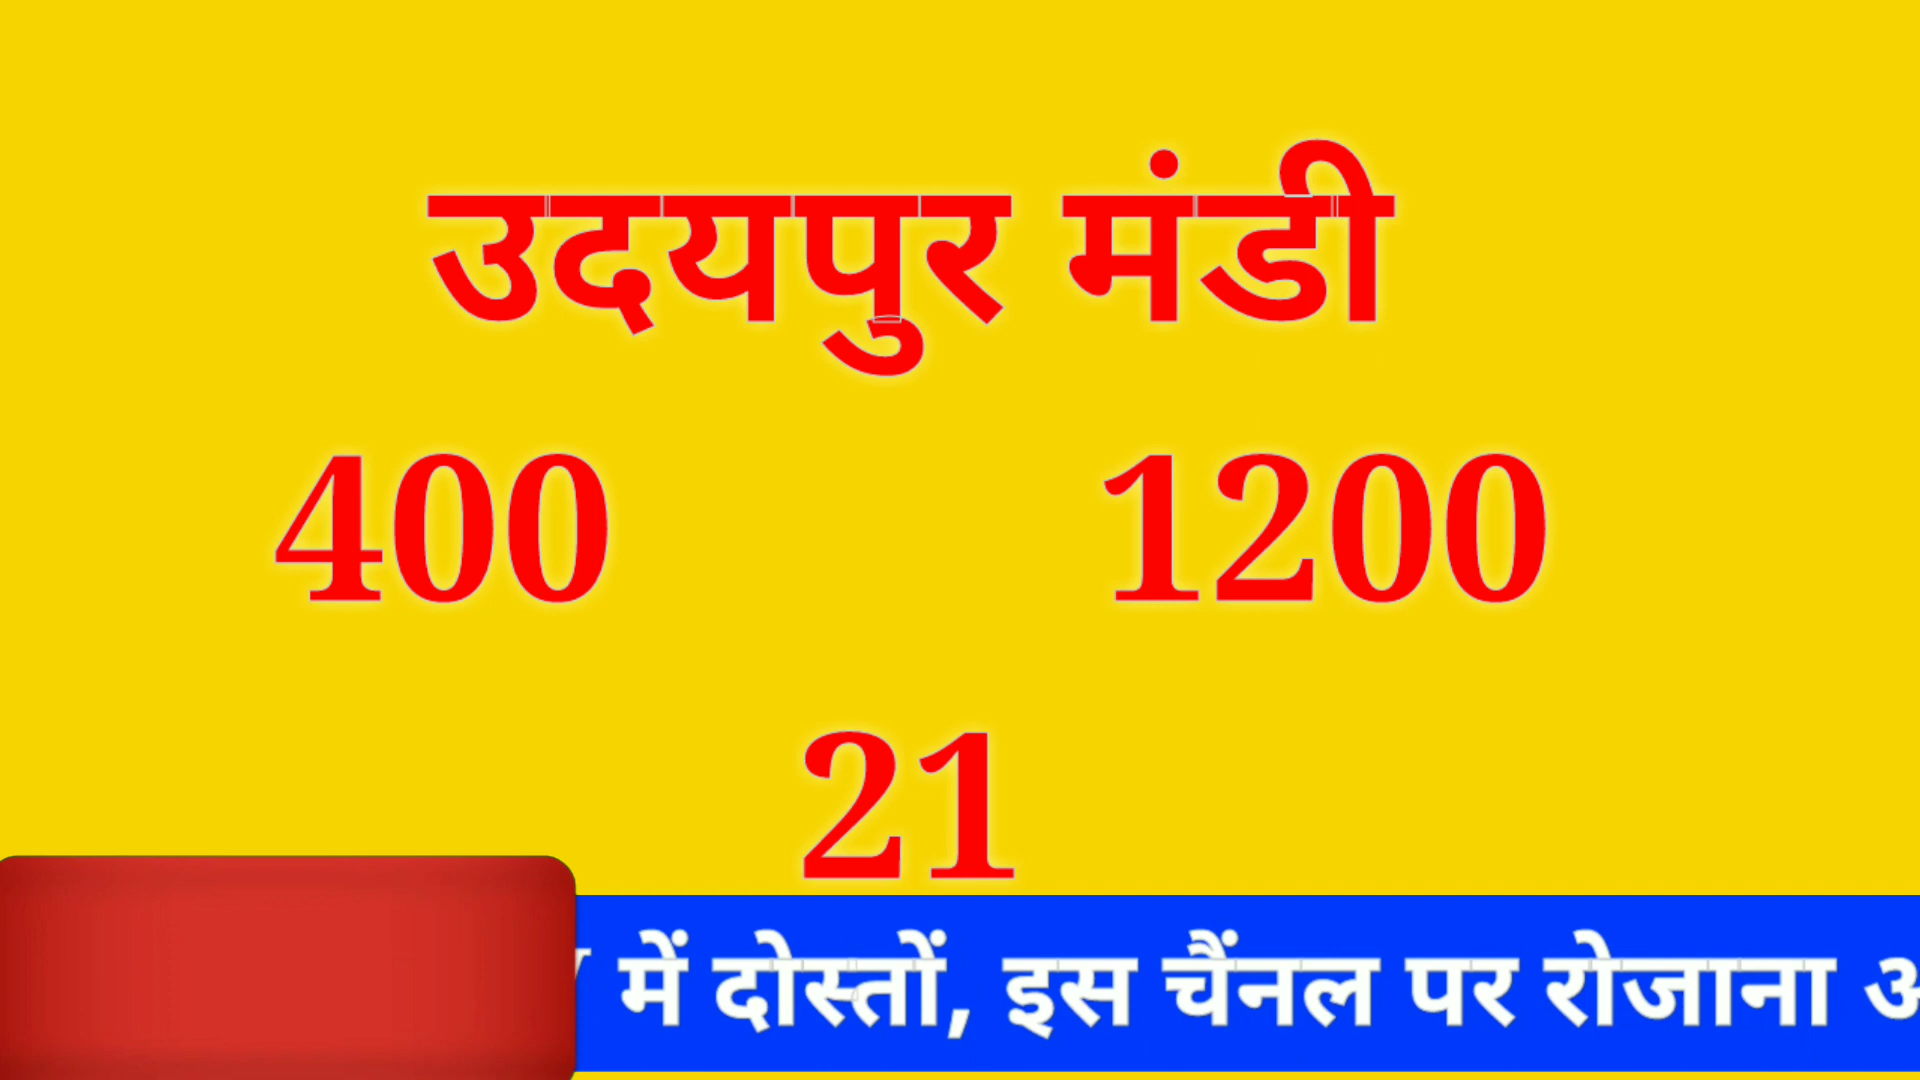 उदयपुर मंडी
400 1200
21
में दोस्तों, इस चैंनल पर रोजाना